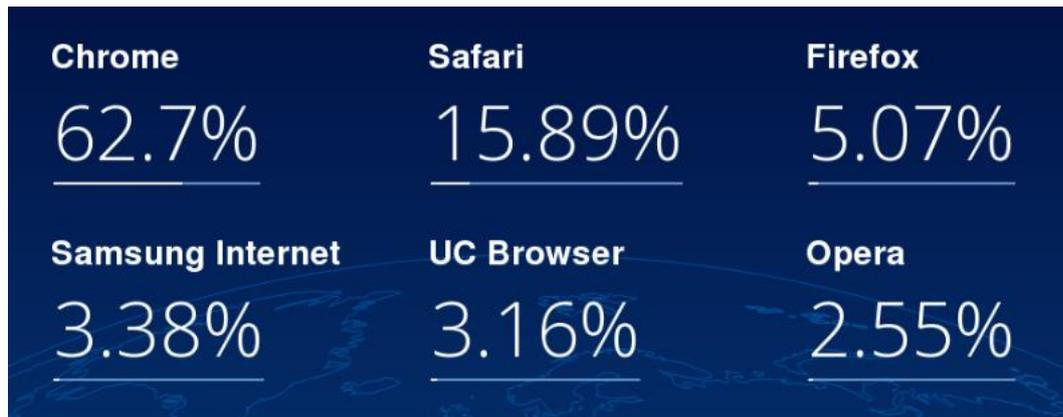 Chrome
62.7%
Safari
15.89%
Firefox
5.07%
Samsung Internet
3.38%
UC Browser
3.16%
Opera
2.55%